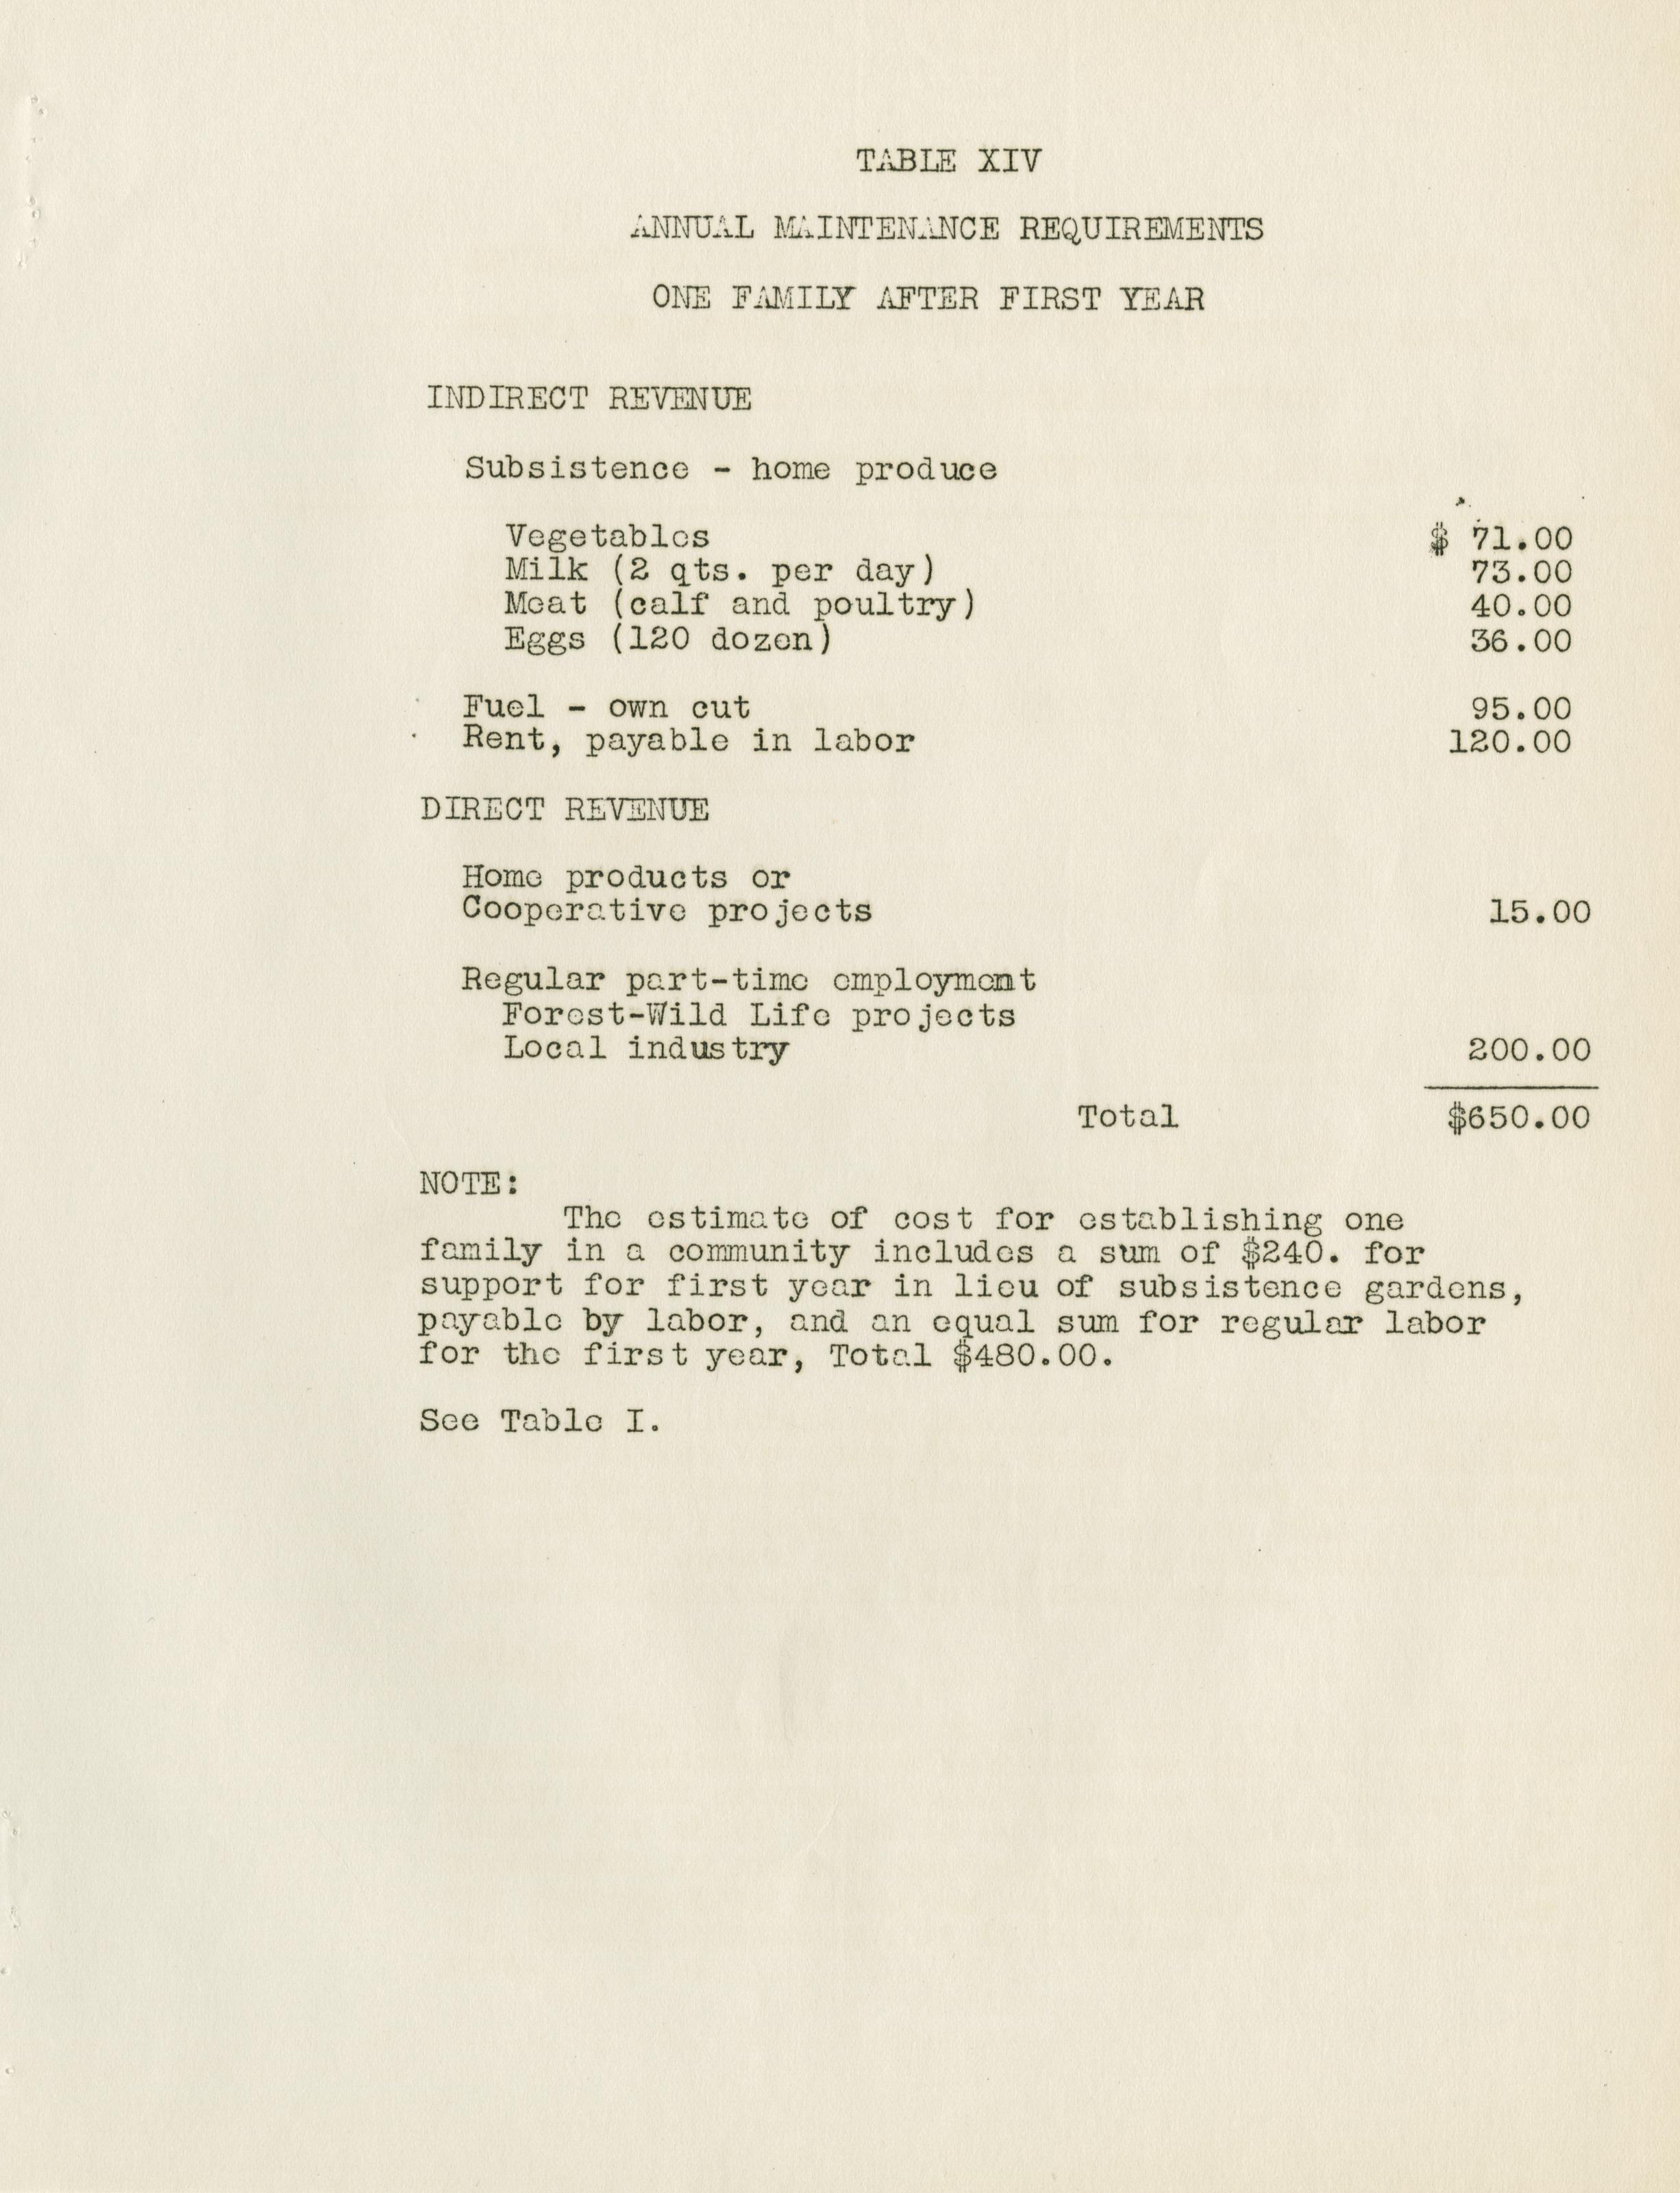 TABLE XIV
ANNUAL MAINTENANCE REQUIREMENTS
ONE FAMILY AFTER FIRST YEAR
INDIRECT REVENUE
Subsistence - home produce
Vegetables $ 71.00
Milk (2 qts. per day) 73.00
Meat (calf and poultry) 40.00
Eggs (120 dozen) 36.00
Fuel - own cut 95.00
Rent, payable in labor 120.00
DIRECT REVENUE
Home products or
Cooperative projects 15.00
Regular part-time employment
Forest-Wild Life projects
Local industry 200.00
Total $650.00
NOTE:
The estimate of cost for establishing one
family in a community includes a sum of $240. for
support for first year in lieu of subsistence gardens,
payable by labor, and an equal sum for regular labor
for the first year, Total $480.00.
See Table I.